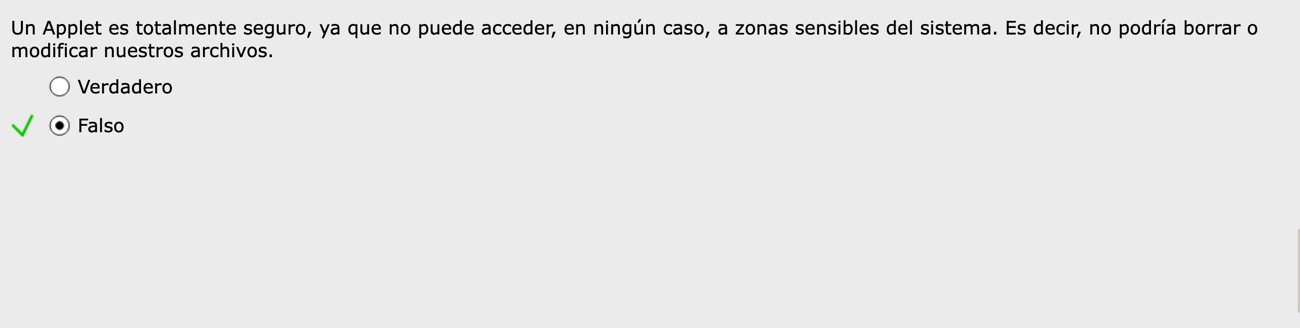 Un Applet es totalmente seguro, ya que no puede acceder, en ningún caso, a zonas sensibles del sistema. Es decir, no podría borrar o
modificar nuestros archivos.
Verdadero
Falso